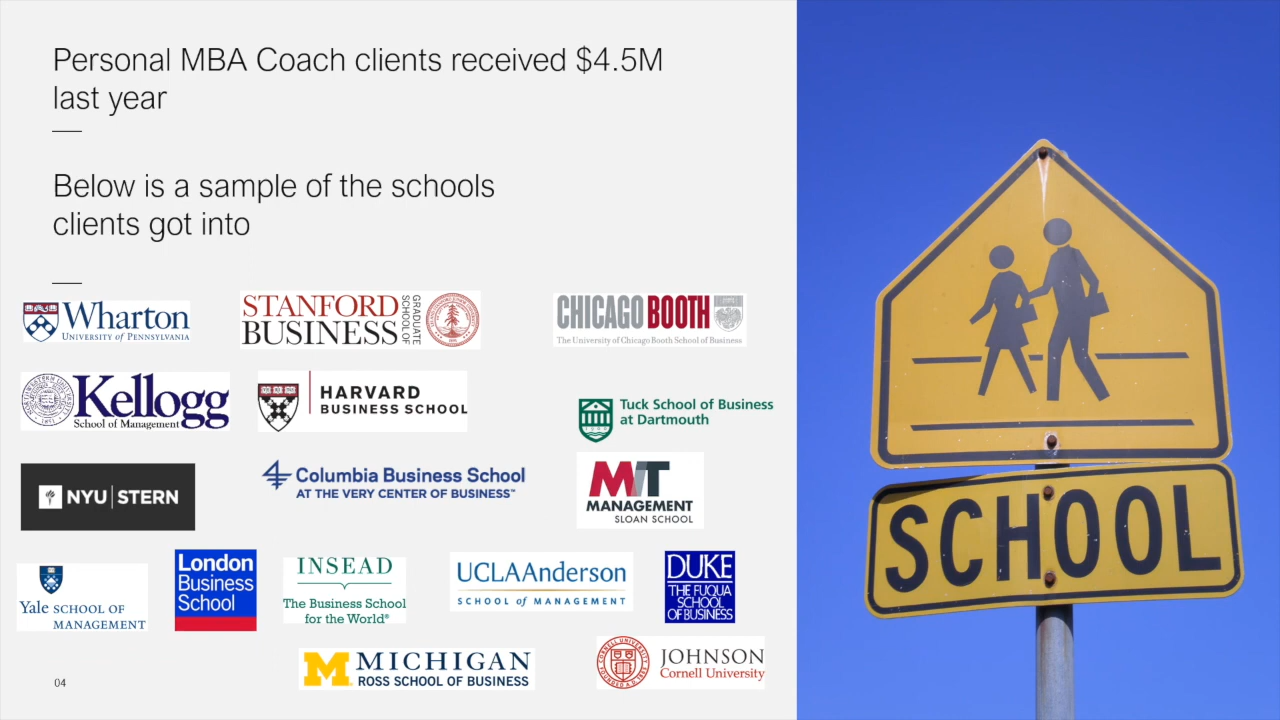 Personal MBA Coach clients received $4.5M
last year
Below is a sample of the schools
clients got into
Wharton
UNIVERSITY of PENNSYLVANIA
STANFORD
BUSINESS
GRADUATE
SCHOOL OF
CHICAGO BOOTH
The University of Chicago Booth School of Business
Kellogg
School of Management
HARVARD
BUSINESS SCHOOL
Tuck School of Business
at Dartmouth
NYU STERN
Columbia Business School
AT THE VERY CENTER OF BUSINESS™
MIT
MANAGEMENT
SLOAN SCHOOL
Yale SCHOOL OF
MANAGEMENT
London
Business
School
INSEAD
The Business School
for the World®
UCLAAnderson
SCHOOL of MANAGEMENT
DUKE
THE FUQUA
SCHOOL
OF BUSINESS
M MICHIGAN
ROSS SCHOOL OF BUSINESS
JOHNSON
Cornell University
04
SCHOOL